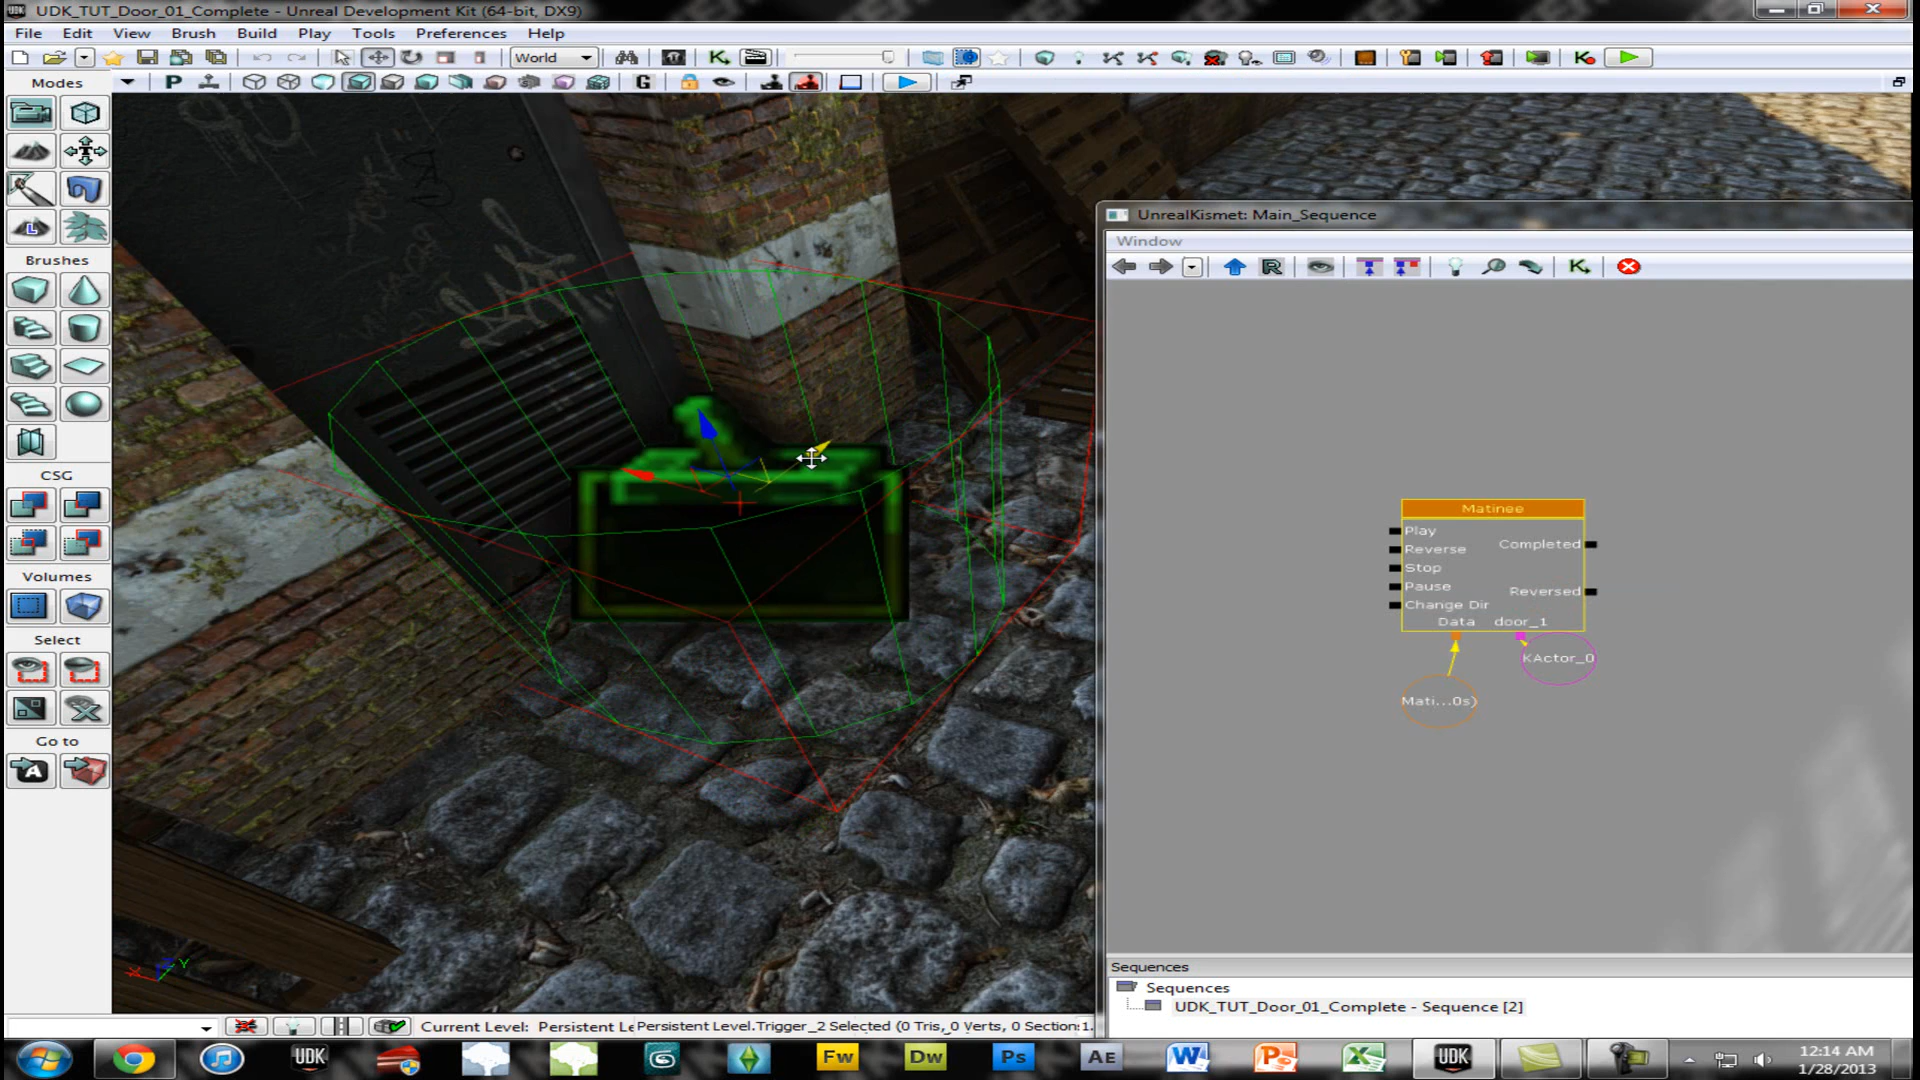 UDK_TUT_Door_01_Complete - Unreal Development Kit (64-bit, DX9)
File Edit View Brush Build Play Tools Preferences Help
World
Modes
P G
Brushes
CSG
Volumes
Select
Go to
UnrealKismet: Main_Sequence
Window
R K
Matinee
Play
Completed
Reverse
Stop
Pause
Reversed
Change Dir
Data door_1
KActor_0
Mati...0s)
Sequences
Sequences
UDK_TUT_Door_01_Complete - Sequence [2]
X Y
Current Level: Persistent Le
Persistent Level.Trigger_2 Selected (0 Tris, 0 Verts, 0 Sections
UDK Fw Dw Ps AE W P X UDK
12:14 AM
1/28/2013